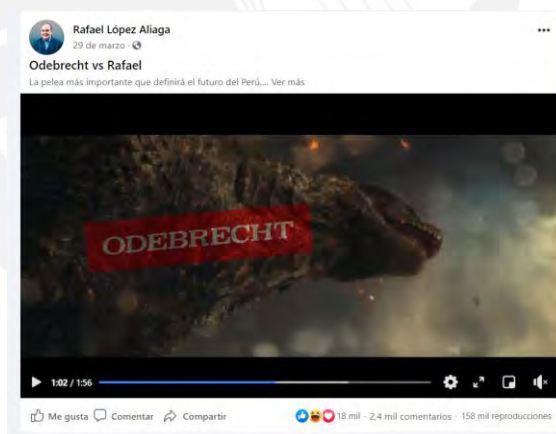 Rafael López Aliaga
29 de marzo ·
Odebrecht vs Rafael
La pelea más importante que definirá el futuro del Perú.... Ver más
ODEBRECHT
1:02 / 1:56
Me gusta Comentar Compartir 18 mil · 2,4 mil comentarios · 158 mil reproducciones